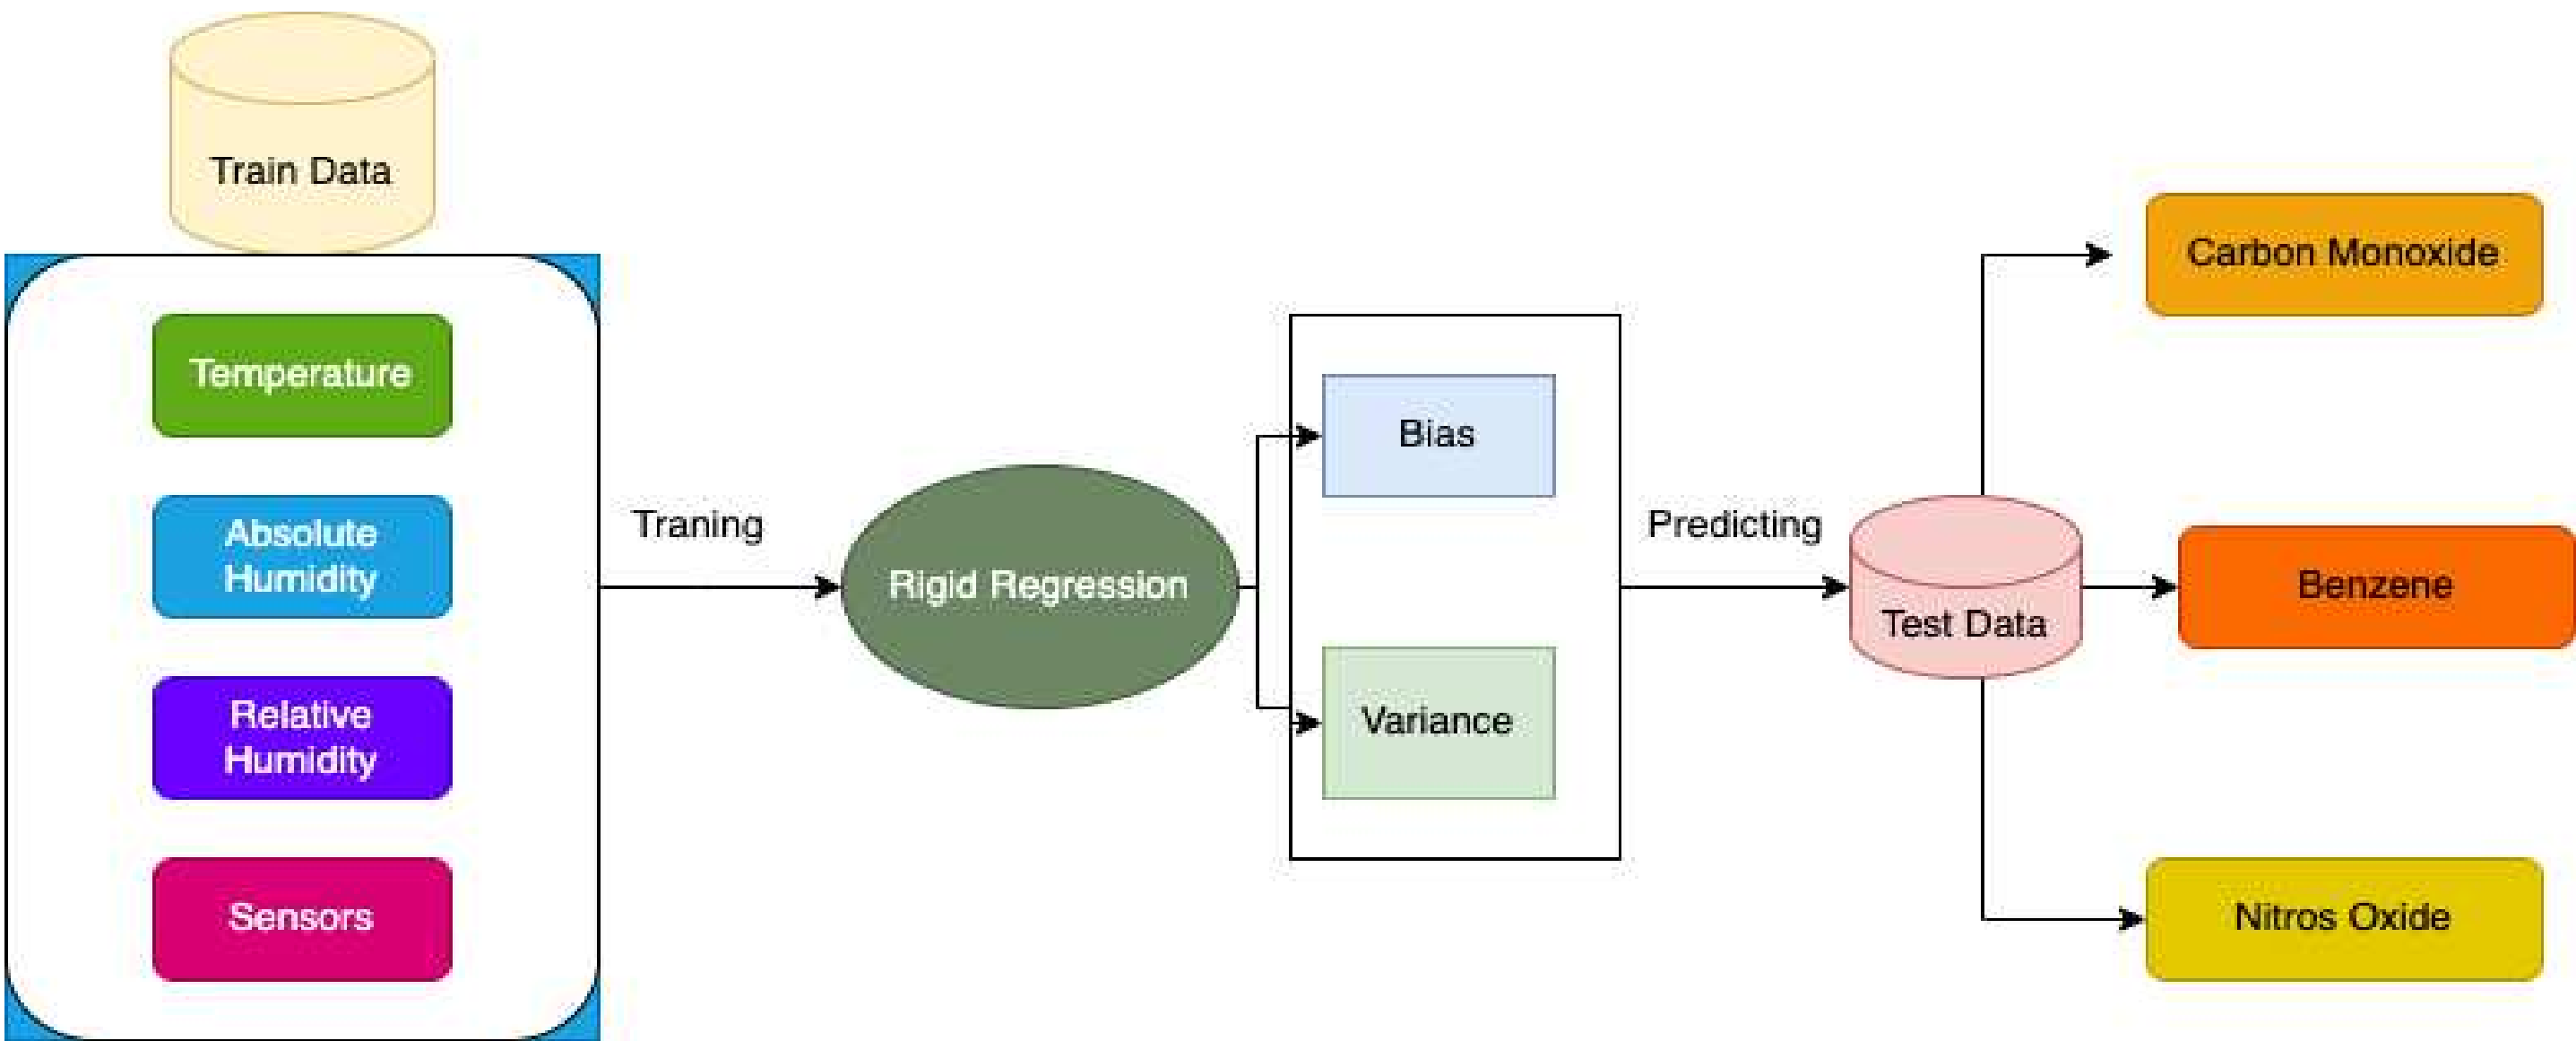 Train Data
Temperature
Absolute
Humidity
Relative
Humidity
Sensors
Traning
Rigid Regression
Bias
Variance
Predicting
Test Data
Carbon Monoxide
Benzene
Nitros Oxide